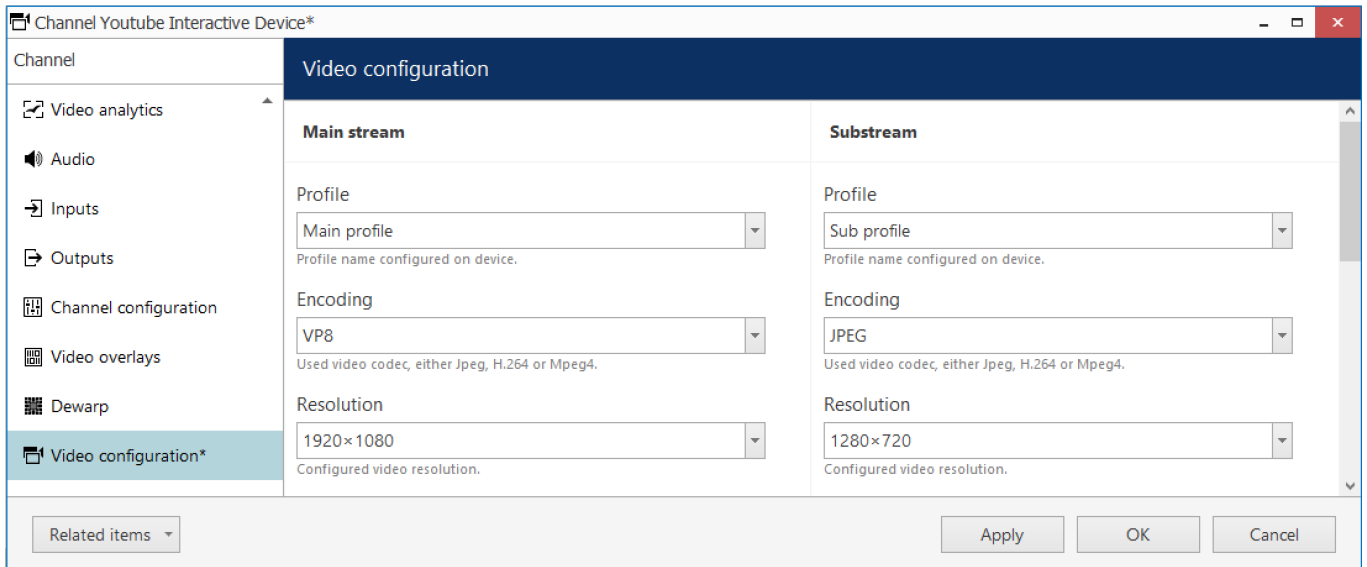 Channel Youtube Interactive Device*
Channel
Video analytics
Audio
Inputs
Outputs
Channel configuration
Video overlays
Dewarp
Video configuration*
Video configuration
Main stream
Profile
Main profile
Profile name configured on device.
Encoding
VP8
Used video codec, either Jpeg, H.264 or Mpeg4.
Resolution
1920×1080
Configured video resolution.
Substream
Profile
Sub profile
Profile name configured on device.
Encoding
JPEG
Used video codec, either Jpeg, H.264 or Mpeg4.
Resolution
1280×720
Configured video resolution.
Related items
Apply
OK
Cancel